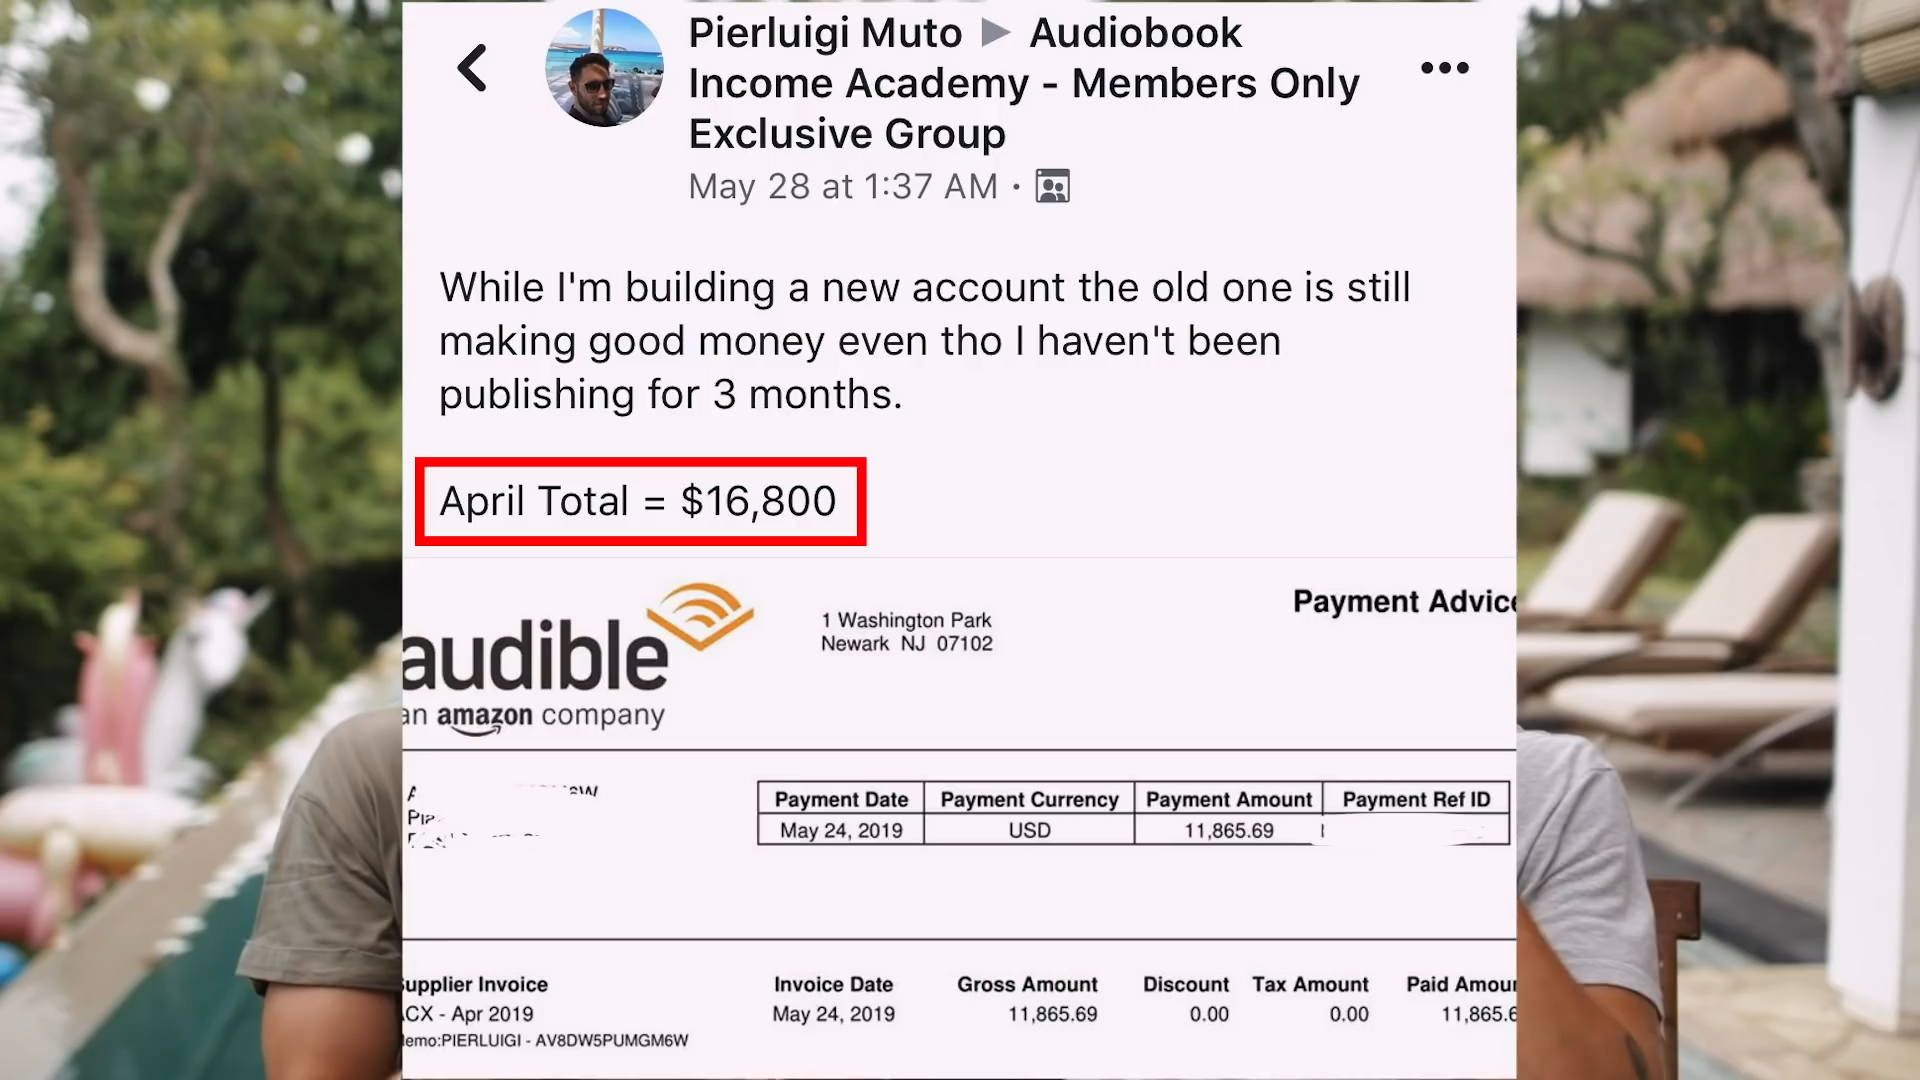 Pierluigi Muto ▶ Audiobook
Income Academy - Members Only
Exclusive Group
May 28 at 1:37 AM ·
While I'm building a new account the old one is still
making good money even tho I haven't been
publishing for 3 months.
April Total = $16,800
audible
an amazon company
1 Washington Park
Newark NJ 07102
Payment Advice
Payment Date Payment Currency Payment Amount Payment Ref ID
May 24, 2019 USD 11,865.69
upplier Invoice Invoice Date Gross Amount Discount Tax Amount Paid Amou
CX - Apr 2019 May 24, 2019 11,865.69 0.00 0.00 11,865.6
emo:PIERLUIGI - AV8DW5PUMGM6W